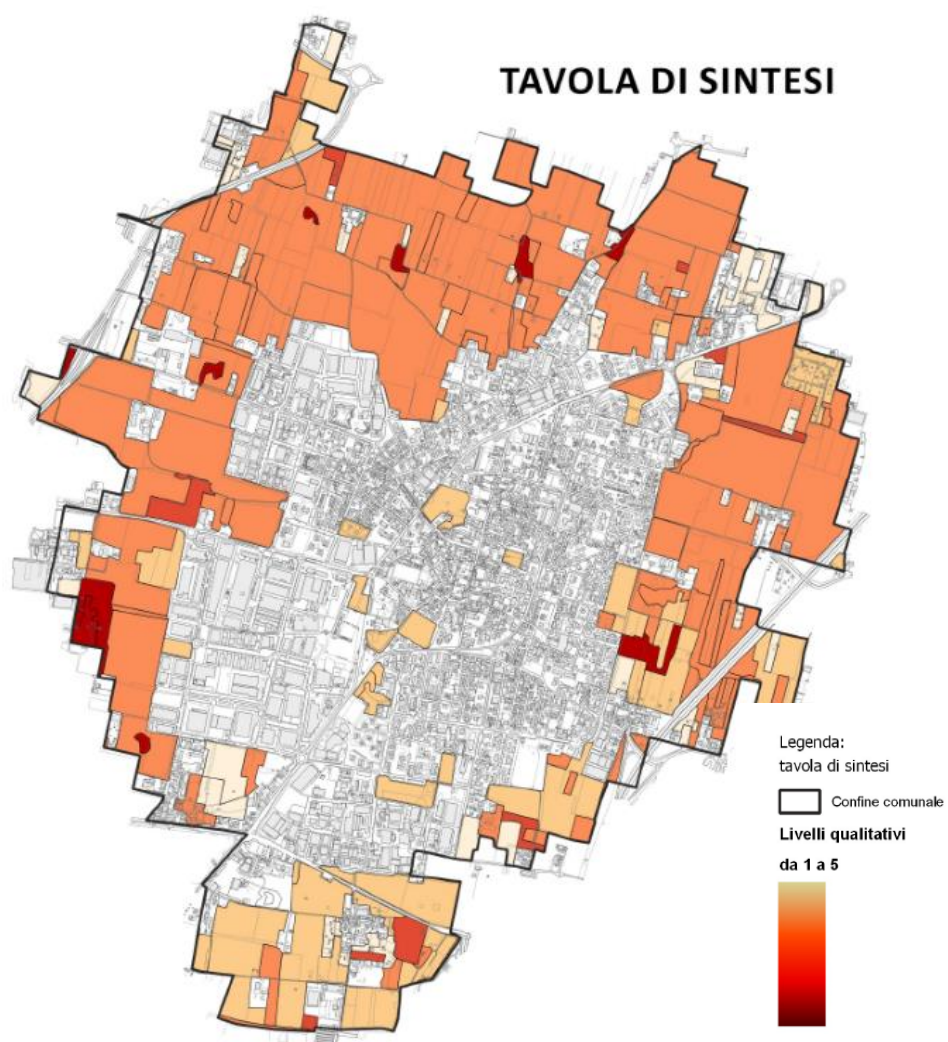 TAVOLA DI SINTESI
Legenda:
tavola di sintesi
Confine comunale
Livelli qualitativi
da 1 a 5